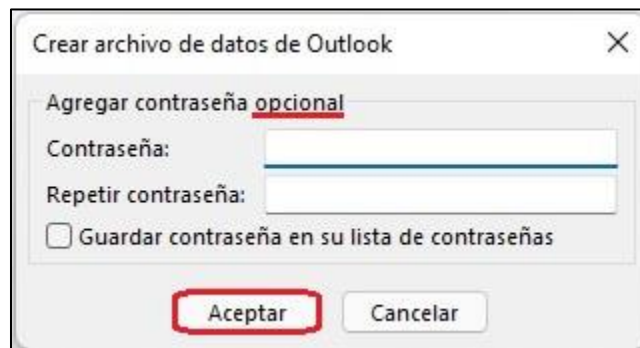 Crear archivo de datos de Outlook
Agregar contraseña opcional
Contraseña:
Repetir contraseña:
Guardar contraseña en su lista de contraseñas
Aceptar Cancelar